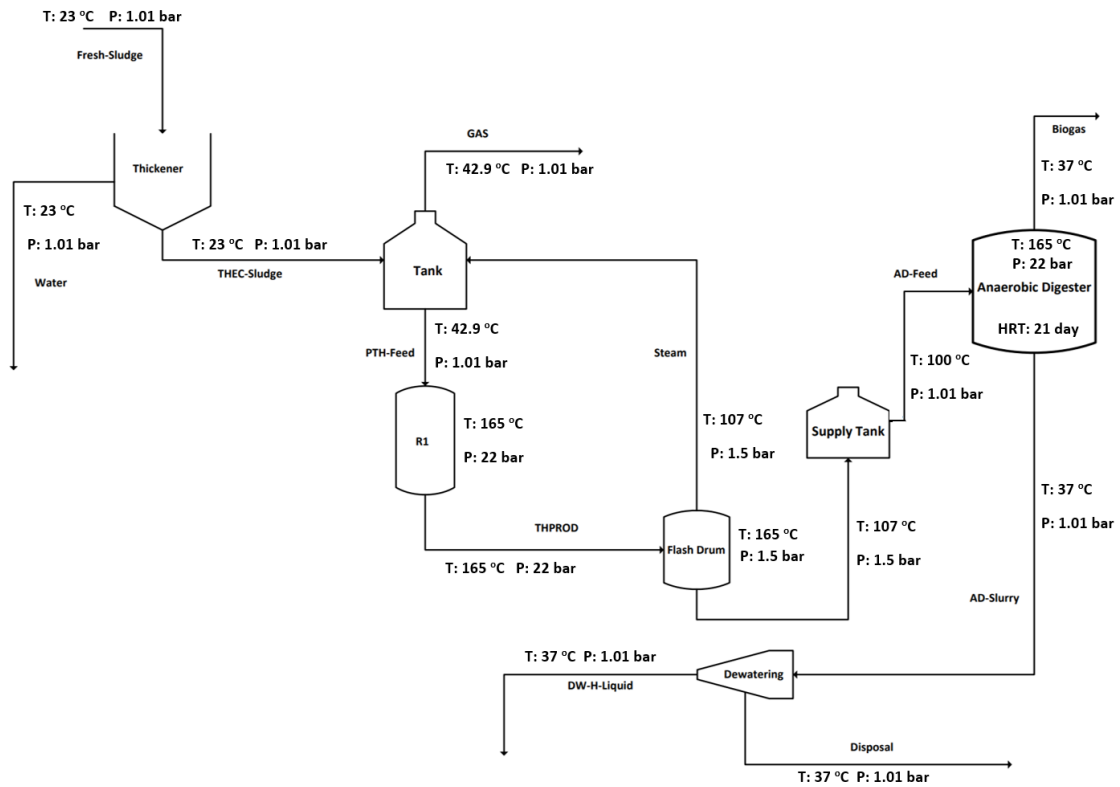 T: 23 °C P: 1.01 bar
Fresh-Sludge
Thickener
T: 23 °C
P: 1.01 bar
Water
T: 23 °C P: 1.01 bar
THEC-Sludge
GAS
T: 42.9 °C P: 1.01 bar
Tank
T: 42.9 °C
PTH-Feed
P: 1.01 bar
R1
T: 165 °C
P: 22 bar
THPROD
T: 165 °C P: 22 bar
Steam
T: 107 °C
P: 1.5 bar
Flash Drum
T: 165 °C
P: 1.5 bar
T: 107 °C
P: 1.5 bar
Supply Tank
AD-Feed
T: 100 °C
P: 1.01 bar
Biogas
T: 37 °C
P: 1.01 bar
T: 165 °C
P: 22 bar
Anaerobic Digester
HRT: 21 day
T: 37 °C
P: 1.01 bar
AD-Slurry
Dewatering
T: 37 °C P: 1.01 bar
DW-H-Liquid
Disposal
T: 37 °C P: 1.01 bar